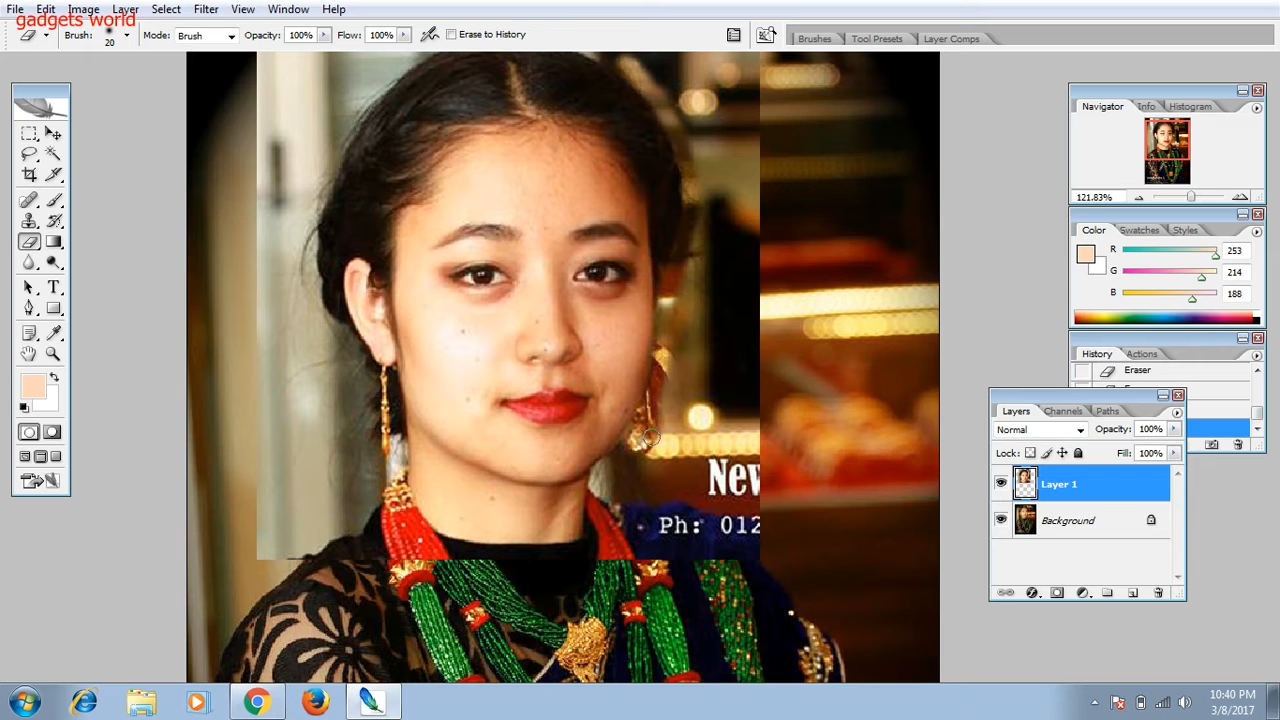 File Edit Image Layer Select Filter View Window Help
gadgets world
Brush: 20 Mode: Brush Opacity: 100% Flow: 100% Erase to History
Brushes Tool Presets Layer Comps
Navigator Info Histogram
121.83%
Color Swatches Styles
R 253
G 214
B 188
History Actions
Eraser
Layers Channels Paths
Normal Opacity: 100%
Lock: Fill: 100%
Layer 1
Background
New
Ph: 012
T
10:40 PM
3/8/2017